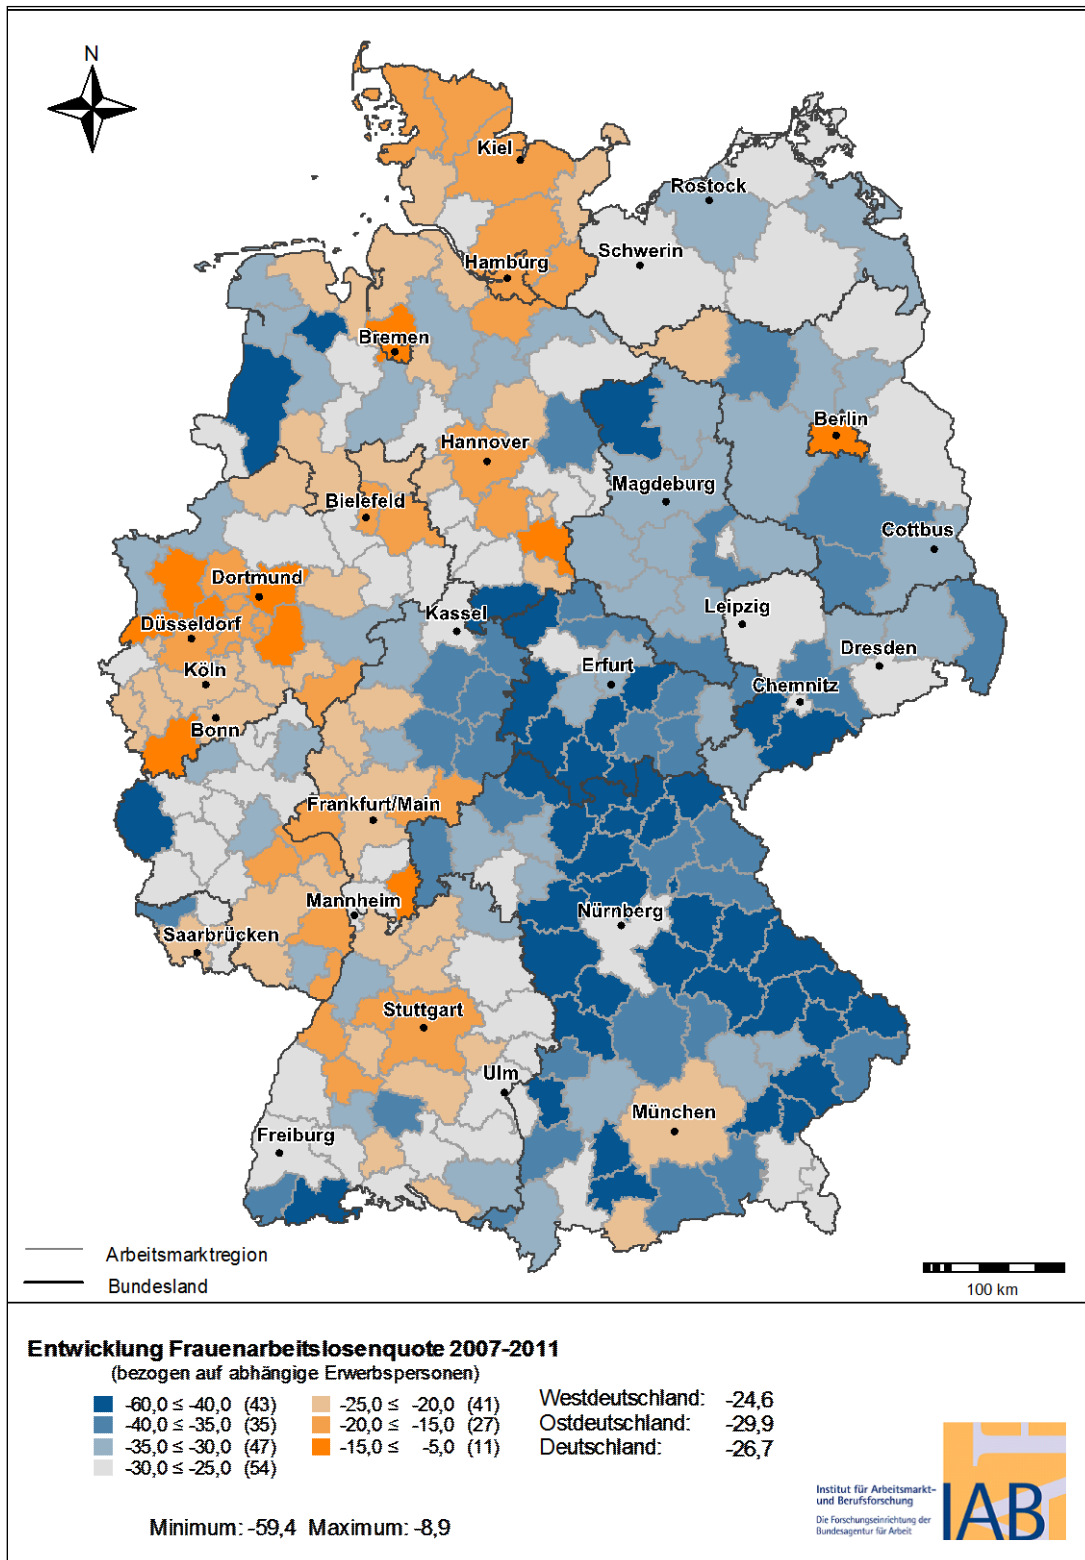 N
Kiel
Rostock
Schwerin
Hamburg
Bremen
Berlin
Hannover
Magdeburg
Bielefeld
Cottbus
Dortmund
Leipzig
Kassel
Düsseldorf
Dresden
Erfurt
Köln
Chemnitz
Bonn
Frankfurt/Main
Mannheim
Nürnberg
Saarbrücken
Stuttgart
Ulm
München
Freiburg
Arbeitsmarktregion
Bundesland
100 km
Entwicklung Frauenarbeitslosenquote 2007-2011
(bezogen auf abhängige Erwerbspersonen)
-60,0 ≤ -40,0 (43)
-40,0 ≤ -35,0 (35)
-35,0 ≤ -30,0 (47)
-30,0 ≤ -25,0 (54)
-25,0 ≤ -20,0 (41)
-20,0 ≤ -15,0 (27)
-15,0 ≤ -5,0 (11)
Westdeutschland: -24,6
Ostdeutschland: -29,9
Deutschland: -26,7
Minimum: -59,4 Maximum: -8,9
Institut für Arbeitsmarkt-
und Berufsforschung
Die Forschungseinrichtung der
Bundesagentur für Arbeit
IAB